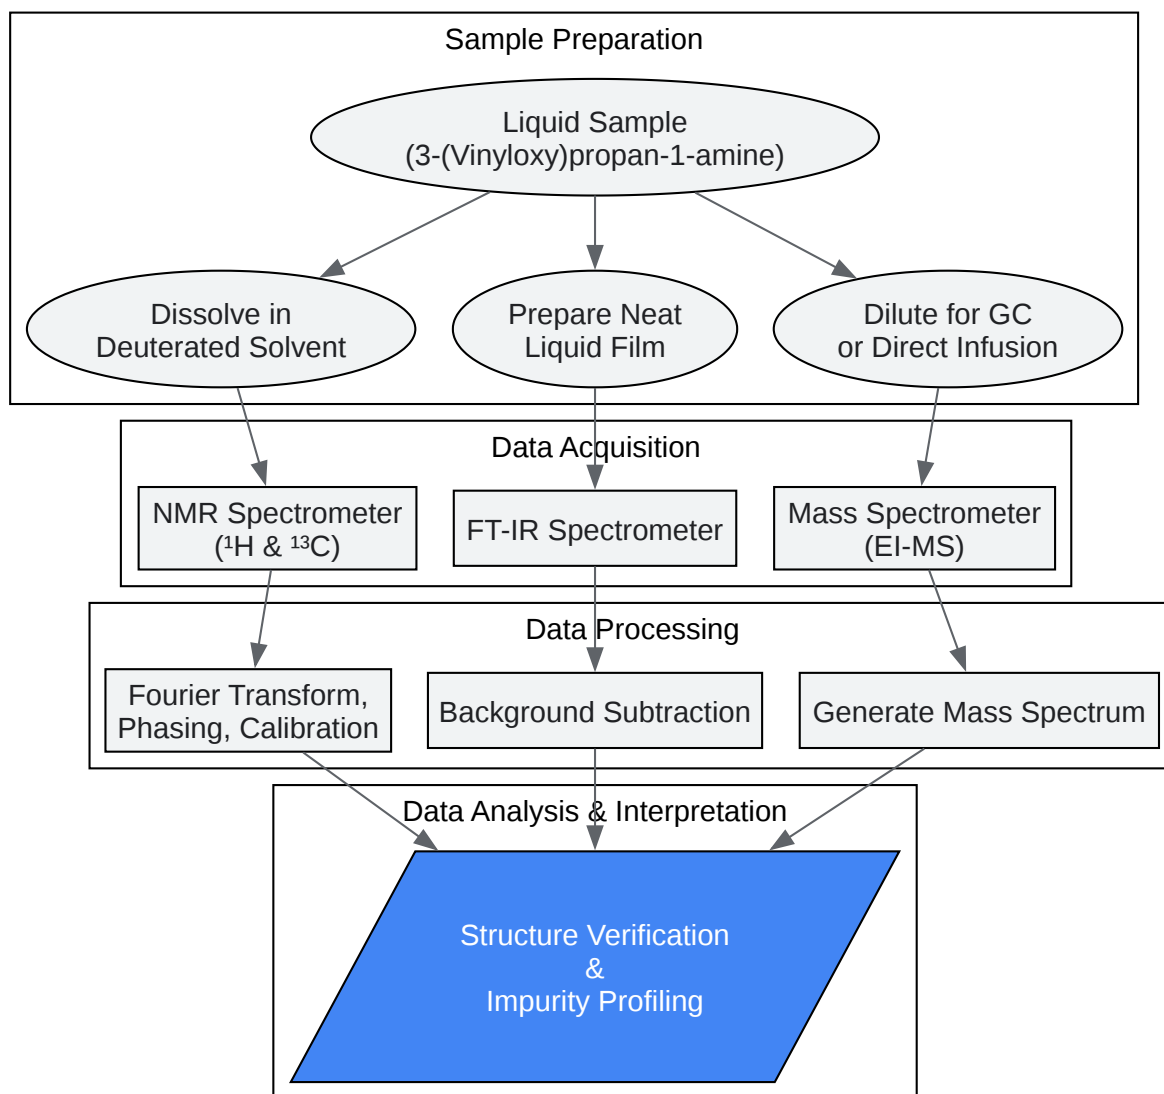 Sample Preparation
Liquid Sample
(3-(Vinyloxy)propan-1-amine)
Dissolve in
Deuterated Solvent
Prepare Neat
Liquid Film
Dilute for GC
or Direct Infusion
Data Acquisition
NMR Spectrometer
(¹H & ¹³C)
FT-IR Spectrometer
Mass Spectrometer
(EI-MS)
Data Processing
Fourier Transform,
Phasing, Calibration
Background Subtraction
Generate Mass Spectrum
Data Analysis & Interpretation
Structure Verification
&
Impurity Profiling